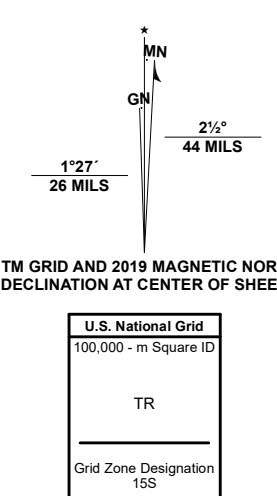 ★
MN
GN
2½°
44 MILS
1°27´
26 MILS
TM GRID AND 2019 MAGNETIC NOR
DECLINATION AT CENTER OF SHEE
U.S. National Grid
100,000 - m Square ID
TR
Grid Zone Designation
15S